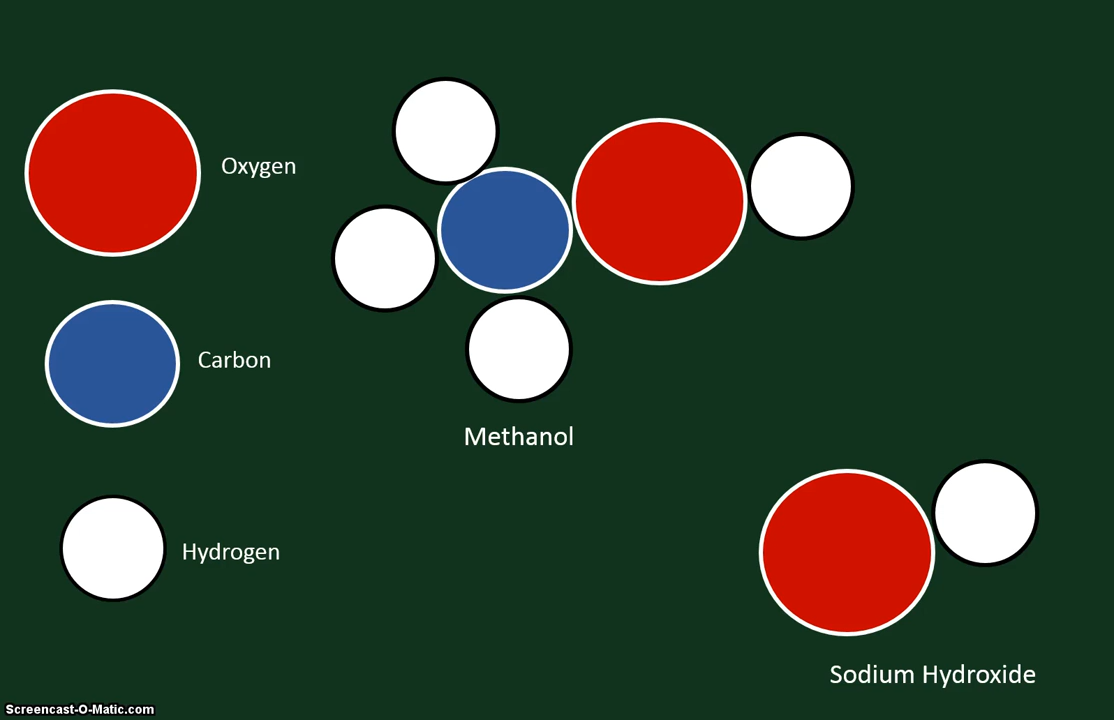 Oxygen
Carbon
Methanol
Hydrogen
Sodium Hydroxide
Screencast-O-Matic.com